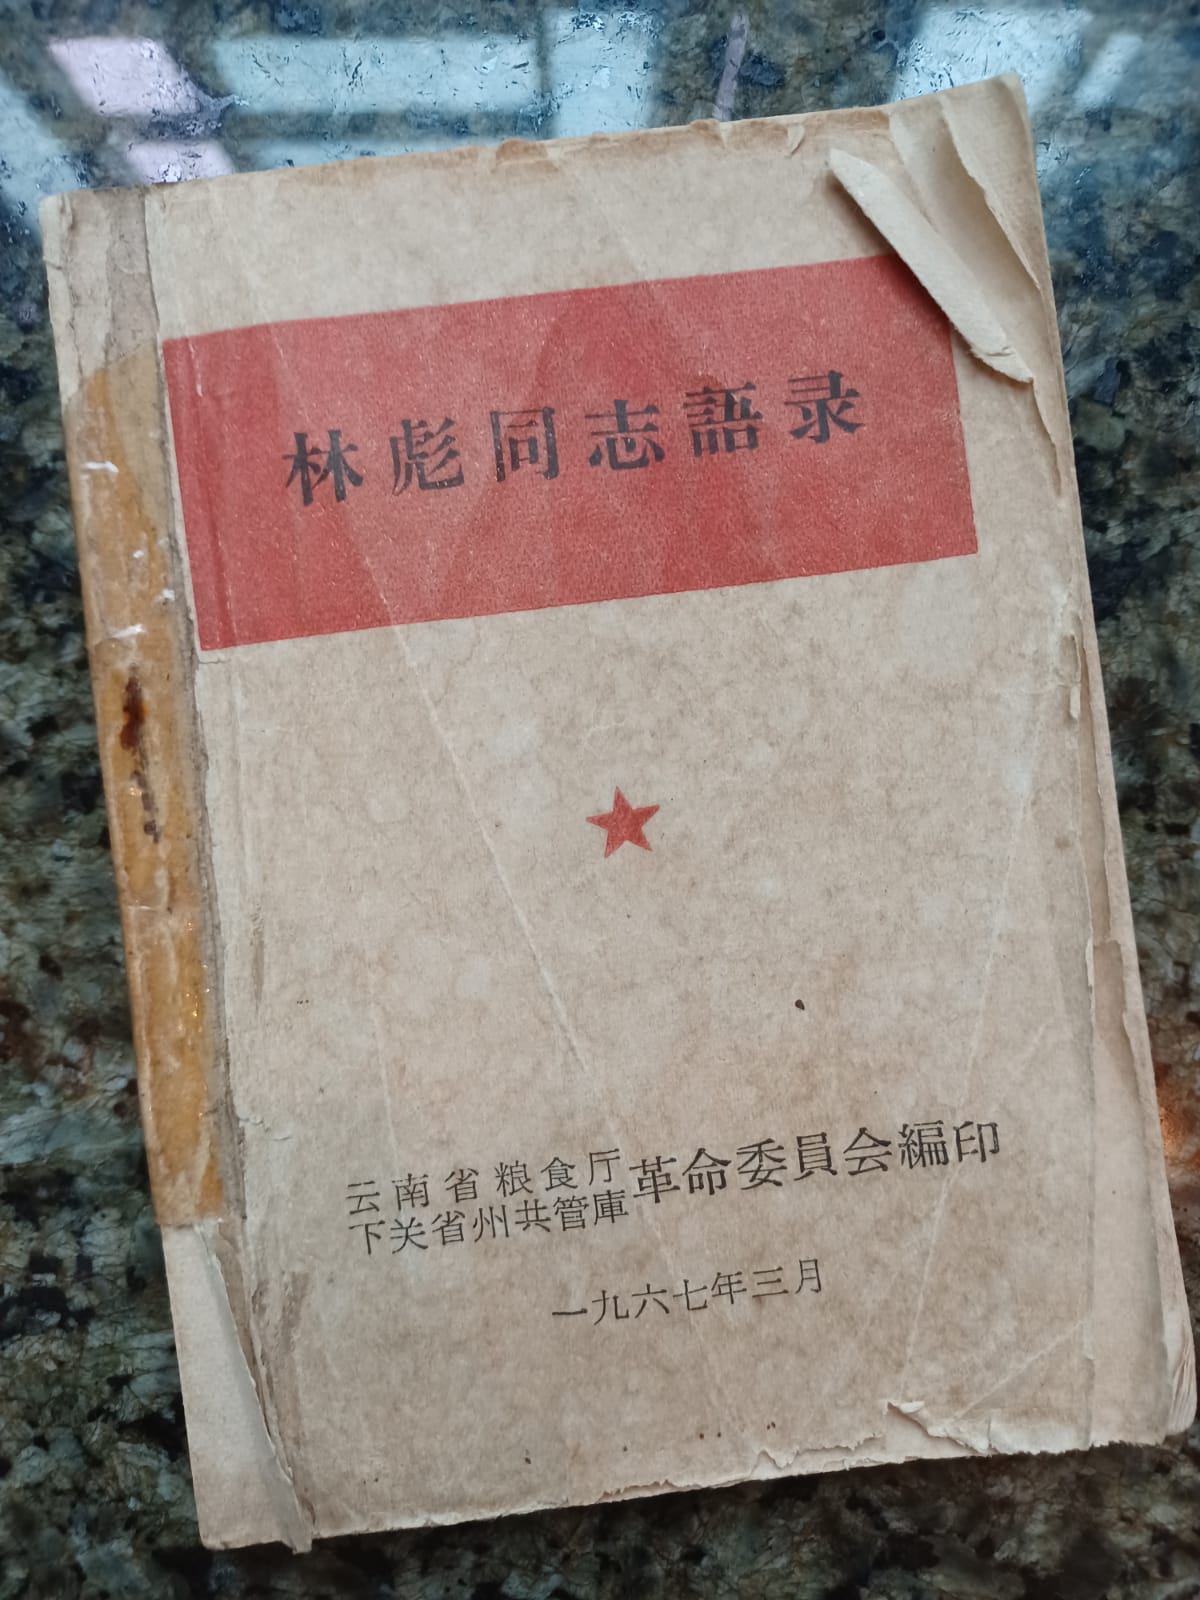 林彪同志語录
云南省粮食厅
下关省州共管庫
革命委員会編印
一九六七年三月